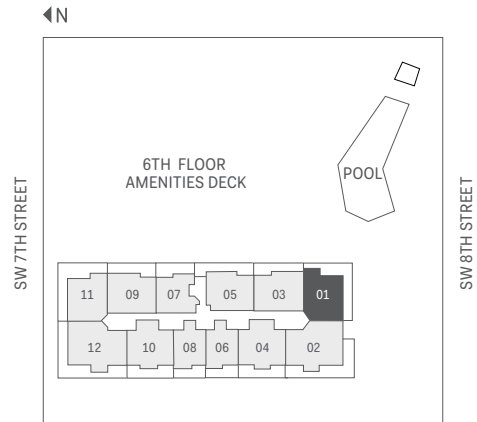 N
6TH FLOOR
AMENITIES DECK
POOL
SW 7TH STREET
SW 8TH STREET
11 09 07 05 03 01
12 10 08 06 04 02